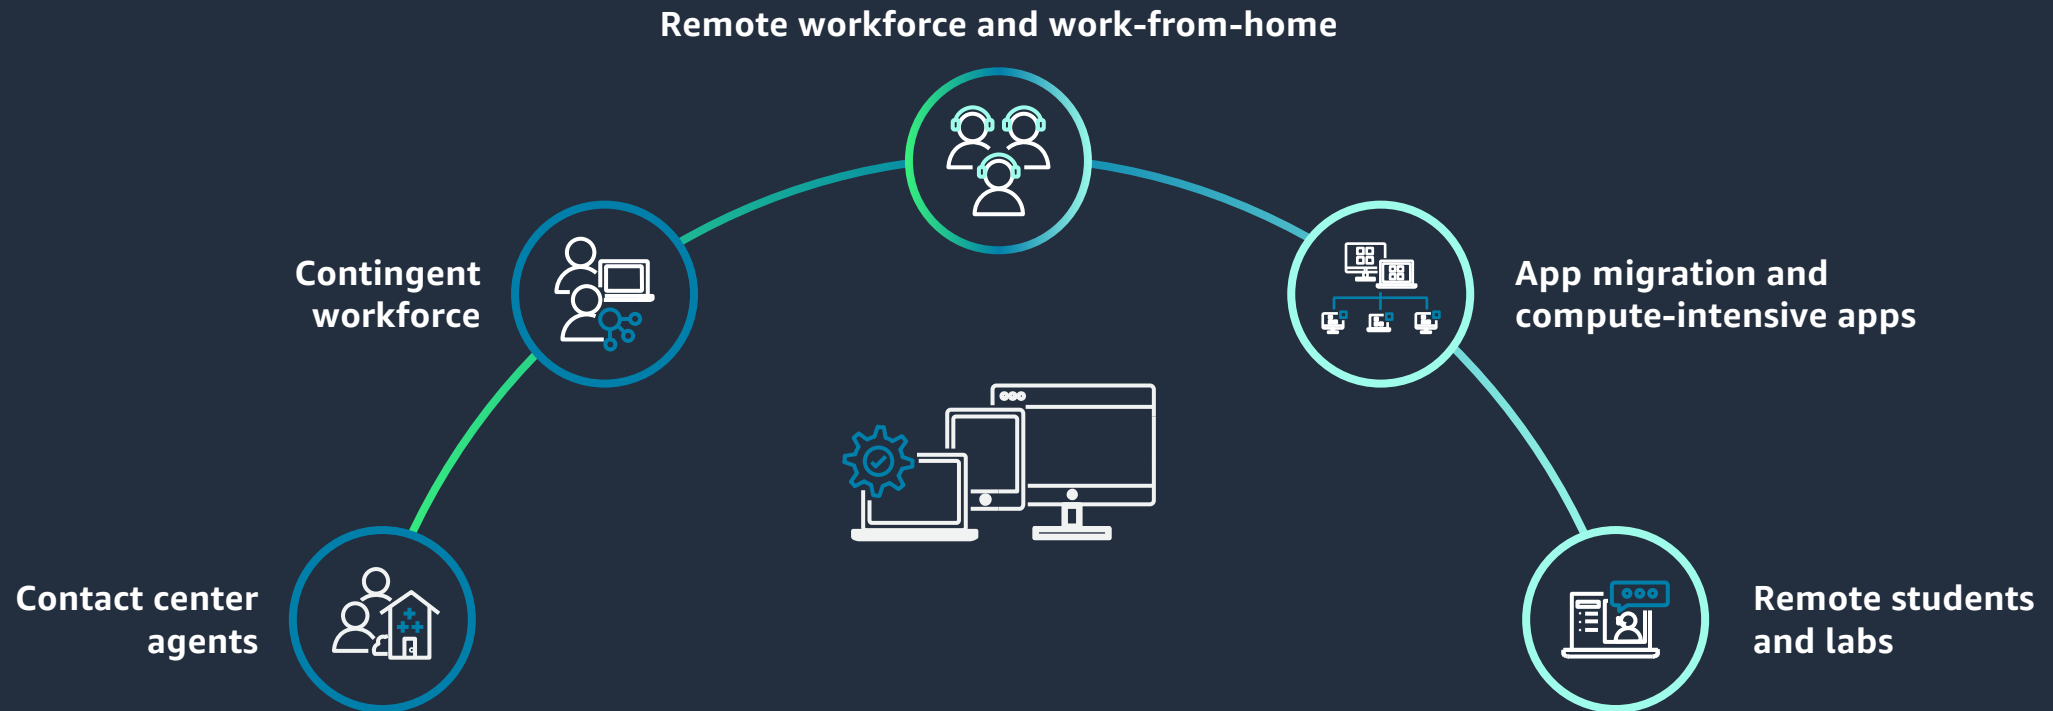 Remote workforce and work-from-home
Contingent
workforce
App migration and
compute-intensive apps
Contact center
agents
Remote students
and labs